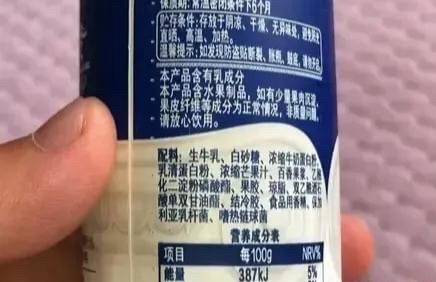 保质期:常温密闭条件下6个月
贮存条件:存放于阴凉、干燥、无异味处,避免阳光
直晒、高温、加热。
温馨提示:如发现防盗贴断裂、胀瓶、鼓底,请勿
本产品含有乳成分
本产品含水果制品,如有少量果肉沉淀,
果皮纤维等成分为正常情况,非质量问题,
请放心饮用。
配料:生牛乳、白砂糖、浓缩牛奶蛋白粉、
乳清蛋白粉、浓缩芒果汁、百香果浆、乙酰
化二淀粉磷酸酯、果胶、琼脂、双乙酰酒石
酸单双甘油酯、结冷胶、食品用香精、保加
利亚乳杆菌、嗜热链球菌
营养成分表
项目 每100g NRV%
能量 387kJ 5%